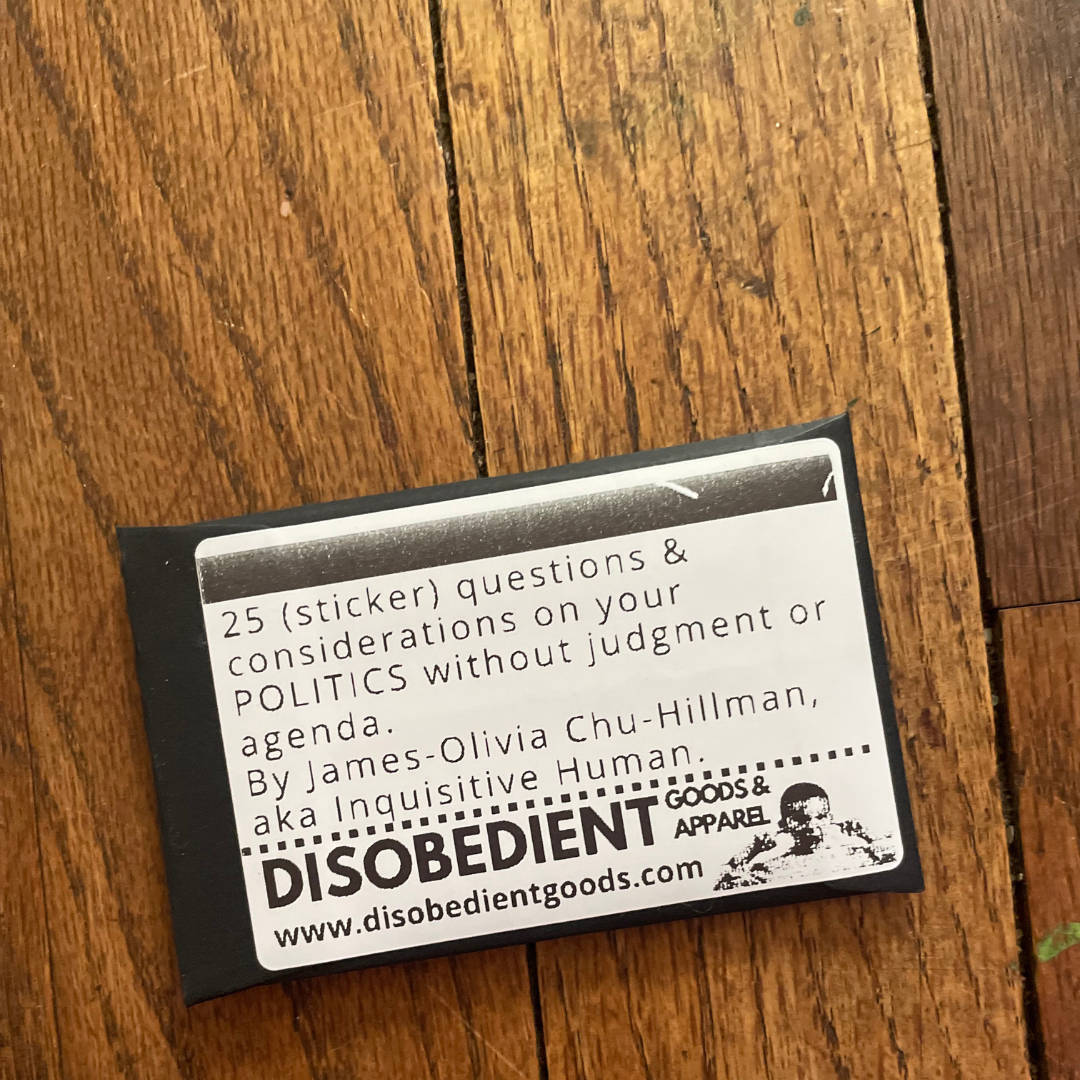 25 (sticker) questions &
considerations on your
POLITICS without judgment or
agenda.
By James-Olivia Chu-Hillman,
aka Inquisitive Human.
DISOBEDIENT GOODS &
APPAREL
www.disobedientgoods.com